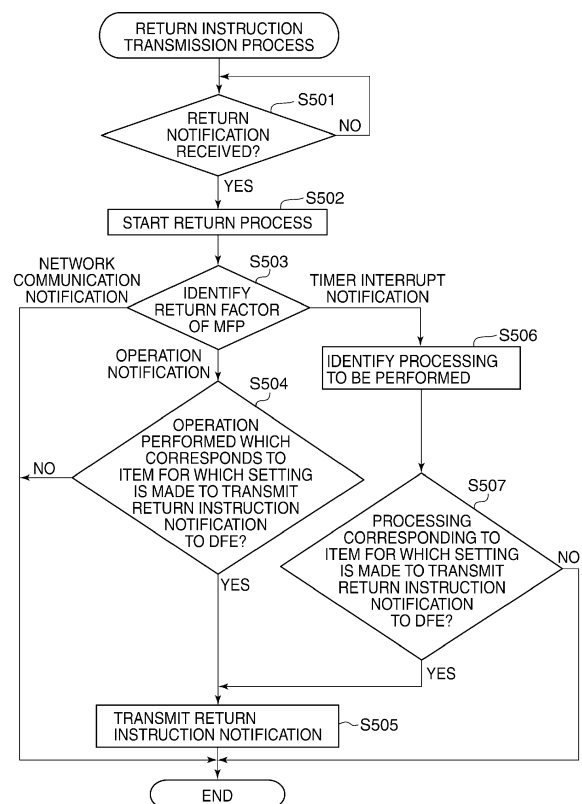 RETURN INSTRUCTION
TRANSMISSION PROCESS
S501
RETURN
NOTIFICATION
RECEIVED?
NO
YES
S502
START RETURN PROCESS
S503
NETWORK
COMMUNICATION
NOTIFICATION
IDENTIFY
RETURN FACTOR
OF MFP
TIMER INTERRUPT
NOTIFICATION
OPERATION
NOTIFICATION
S506
IDENTIFY PROCESSING
TO BE PERFORMED
S504
OPERATION
PERFORMED WHICH
CORRESPONDS TO
ITEM FOR WHICH SETTING
IS MADE TO TRANSMIT
RETURN INSTRUCTION
NOTIFICATION
TO DFE?
NO
YES
S507
PROCESSING
CORRESPONDING TO
ITEM FOR WHICH SETTING
IS MADE TO TRANSMIT
RETURN INSTRUCTION
NOTIFICATION
TO DFE?
NO
YES
TRANSMIT RETURN
INSTRUCTION NOTIFICATION
S505
END